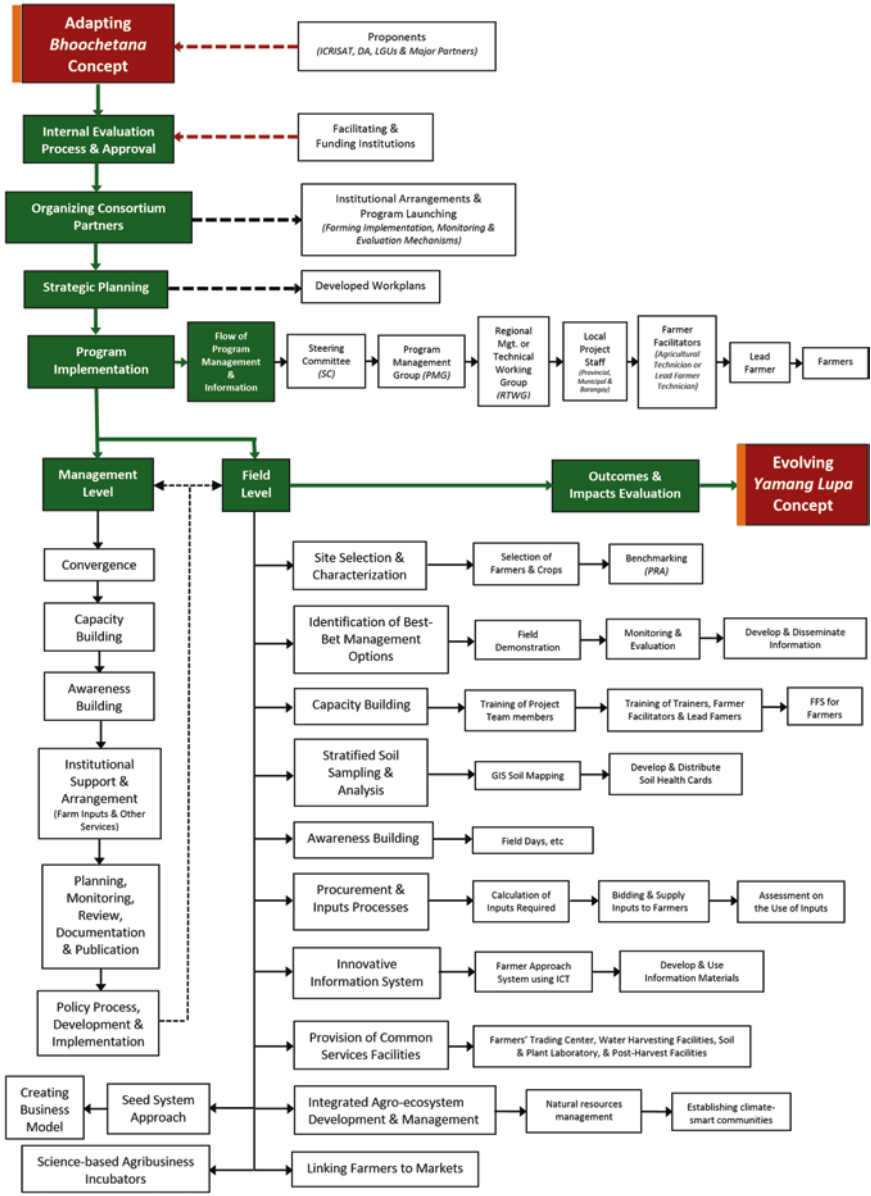 Adapting
Bhoochetana
Concept
Proponents
(ICRISAT, DA, LGUs & Major Partners)
Internal Evaluation
Process & Approval
Facilitating &
Funding Institutions
Organizing Consortium
Partners
Institutional Arrangements &
Program Launching
(Forming Implementation, Monitoring &
Evaluation Mechanisms)
Strategic Planning
Developed Workplans
Program
Implementation
Flow of
Program
Management
&
Information
Steering
Committee
(SC)
Program
Management
Group (PMG)
Regional
Mgt. or
Technical
Working
Group
(RTWG)
Local
Project
Staff
(Provincial,
Municipal &
Barangay)
Farmer
Facilitators
(Agricultural
Technician or
Lead Farmer
Technician)
Lead
Farmer
Farmers
Management
Level
Field
Level
Outcomes &
Impacts Evaluation
Evolving
Yamang Lupa
Concept
Convergence
Capacity
Building
Awareness
Building
Institutional
Support &
Arrangement
(Farm Inputs & Other
Services)
Planning,
Monitoring,
Review,
Documentation
& Publication
Policy Process,
Development &
Implementation
Site Selection &
Characterization
Selection of
Farmers & Crops
Benchmarking
(PRA)
Identification of Best-
Bet Management
Options
Field
Demonstration
Monitoring &
Evaluation
Develop & Disseminate
Information
Capacity Building
Training of Project
Team members
Training of Trainers, Farmer
Facilitators & Lead Famers
FFS for
Farmers
Stratified Soil
Sampling &
Analysis
GIS Soil Mapping
Develop & Distribute
Soil Health Cards
Awareness Building
Field Days, etc
Procurement &
Inputs Processes
Calculation of
Inputs Required
Bidding & Supply
Inputs to Farmers
Assessment on
the Use of Inputs
Innovative
Information System
Farmer Approach
System using ICT
Develop & Use
Information Materials
Provision of Common
Services Facilities
Farmers' Trading Center, Water Harvesting Facilities, Soil
& Plant Laboratory, & Post-Harvest Facilities
Creating
Business
Model
Seed System
Approach
Integrated Agro-ecosystem
Development & Management
Natural resources
management
Establishing climate-
smart communities
Science-based Agribusiness
Incubators
Linking Farmers to Markets